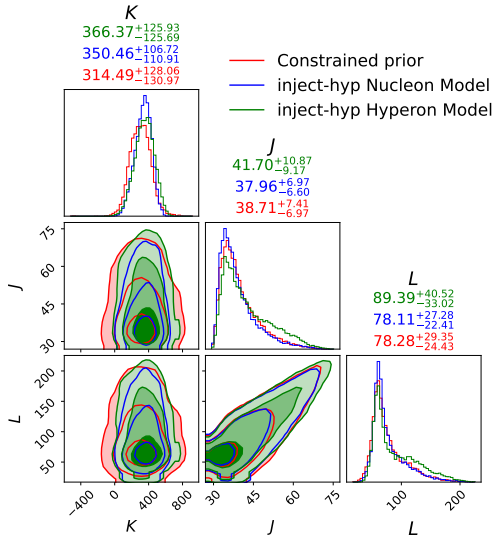 K
366.37+125.93−125.69
350.46+106.72−110.91
314.49+128.06−130.97
Constrained prior
inject-hyp Nucleon Model
inject-hyp Hyperon Model
J
41.70+10.87−9.17
37.96+6.97−6.60
38.71+7.41−6.97
75
60
45
30
J
L
89.39+40.52−33.02
78.11+27.28−22.41
78.28+29.35−24.43
200
150
100
50
L
−400
0
400
800
K
30
45
60
75
J
100
200
L